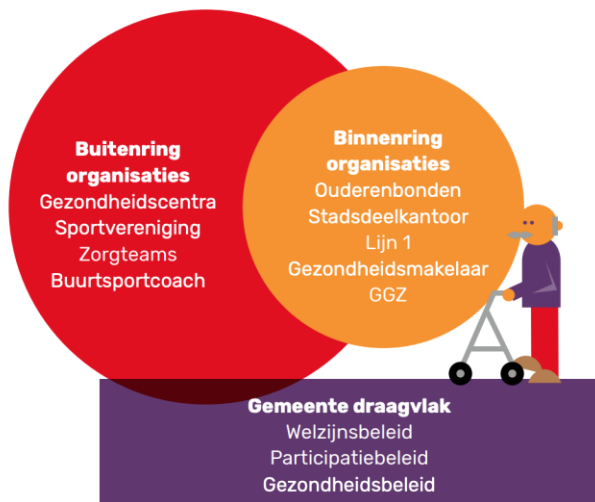 Buitenring
organisaties
Gezondheidscentra
Sportvereniging
Zorgteams
Buurtsportcoach
Binnenring
organisaties
Ouderenbonden
Stadsdeelkantoor
Lijn 1
Gezondheidsmakelaar
GGZ
Gemeente draagvlak
Welzijnsbeleid
Participatiebeleid
Gezondheidsbeleid